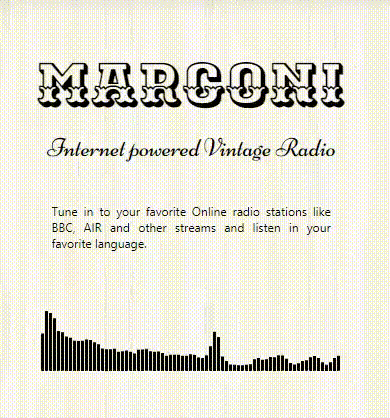 MARCONI
Internet powered Vintage Radio
Tune in to your favorite Online radio stations like
BBC, AIR and other streams and listen in your
favorite language.